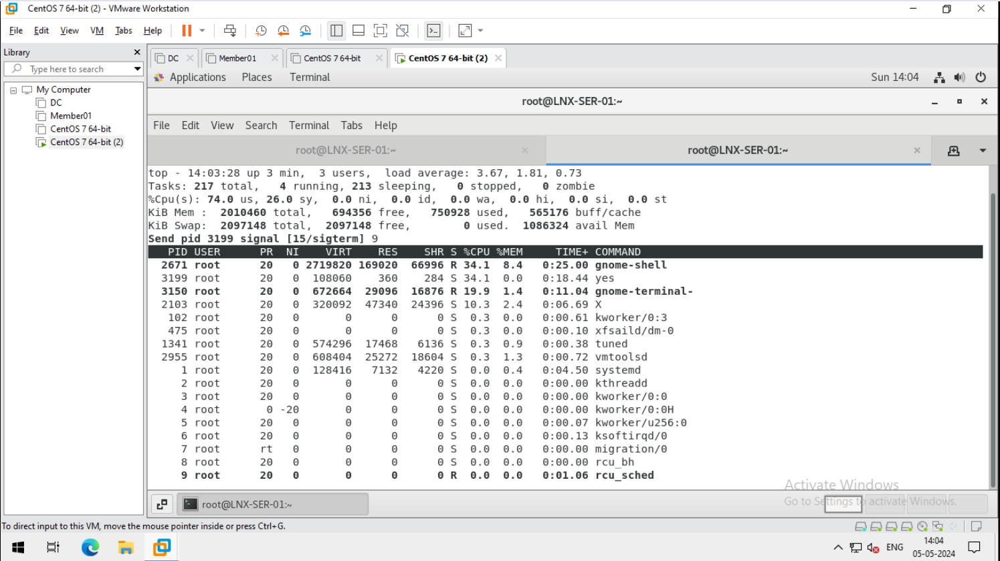 CentOS 7 64-bit (2) - VMware Workstation
File Edit View VM Tabs Help
Library
Type here to search
My Computer
DC
Member01
CentOS 7 64-bit
CentOS 7 64-bit (2)
DC Member01 CentOS 7 64-bit CentOS 7 64-bit (2)
Applications Places Terminal Sun 14:04
root@LNX-SER-01:~
File Edit View Search Terminal Tabs Help
root@LNX-SER-01:~ root@LNX-SER-01:~
top - 14:03:28 up 3 min, 3 users, load average: 3.67, 1.81, 0.73
Tasks: 217 total, 4 running, 213 sleeping, 0 stopped, 0 zombie
%Cpu(s): 74.0 us, 26.0 sy, 0.0 ni, 0.0 id, 0.0 wa, 0.0 hi, 0.0 si, 0.0 st
KiB Mem : 2010460 total, 694356 free, 750928 used, 565176 buff/cache
KiB Swap: 2097148 total, 2097148 free, 0 used. 1086324 avail Mem
Send pid 3199 signal [15/sigterm] 9
PID USER PR NI VIRT RES SHR S %CPU %MEM TIME+ COMMAND
2671 root 20 0 2719820 169020 66996 R 34.1 8.4 0:25.00 gnome-shell
3199 root 20 0 108060 360 284 S 34.1 0.0 0:18.44 yes
3150 root 20 0 672664 29096 16876 R 19.9 1.4 0:11.04 gnome-terminal-
2103 root 20 0 320092 47340 24396 S 10.3 2.4 0:06.69 X
102 root 20 0 0 0 0 S 0.3 0.0 0:00.61 kworker/0:3
475 root 20 0 0 0 0 S 0.3 0.0 0:00.10 xfsaild/dm-0
1341 root 20 0 574296 17468 6136 S 0.3 0.9 0:00.38 tuned
2955 root 20 0 608404 25272 18604 S 0.3 1.3 0:00.72 vmtoolsd
1 root 20 0 128416 7132 4220 S 0.0 0.4 0:04.50 systemd
2 root 20 0 0 0 0 S 0.0 0.0 0:00.00 kthreadd
3 root 20 0 0 0 0 S 0.0 0.0 0:00.00 kworker/0:0
4 root 0 -20 0 0 0 S 0.0 0.0 0:00.00 kworker/0:0H
5 root 20 0 0 0 0 S 0.0 0.0 0:00.07 kworker/u256:0
6 root 20 0 0 0 0 S 0.0 0.0 0:00.13 ksoftirqd/0
7 root rt 0 0 0 0 S 0.0 0.0 0:00.00 migration/0
8 root 20 0 0 0 0 S 0.0 0.0 0:00.00 rcu_bh
9 root 20 0 0 0 0 R 0.0 0.0 0:01.06 rcu_sched
Activate Windows
Go to Settings to activate Windows.
root@LNX-SER-01:~
To direct input to this VM, move the mouse pointer inside or press Ctrl+G.
ENG
14:04
05-05-2024